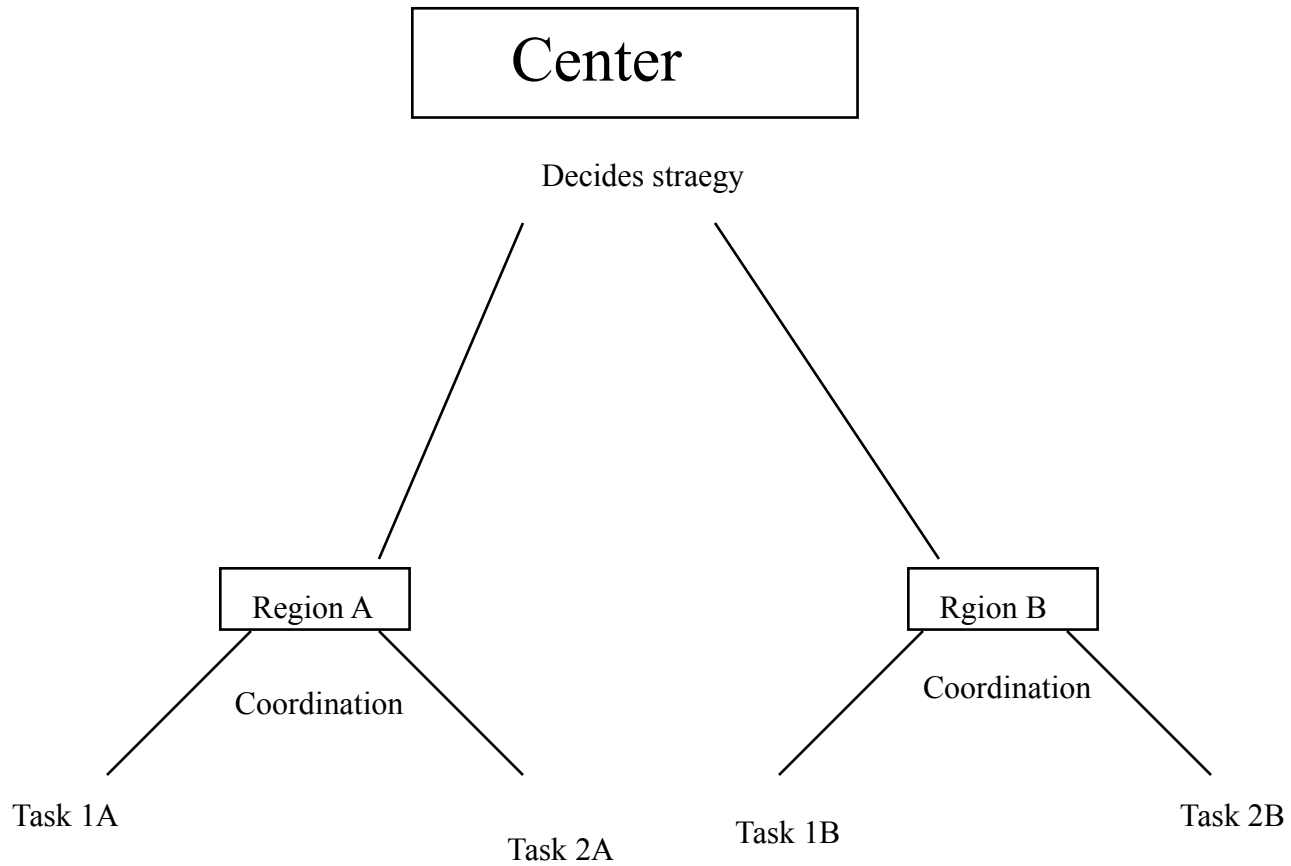 Center
Decides straegy
Region A
Rgion B
Coordination
Coordination
Task 1A
Task 2A
Task 1B
Task 2B